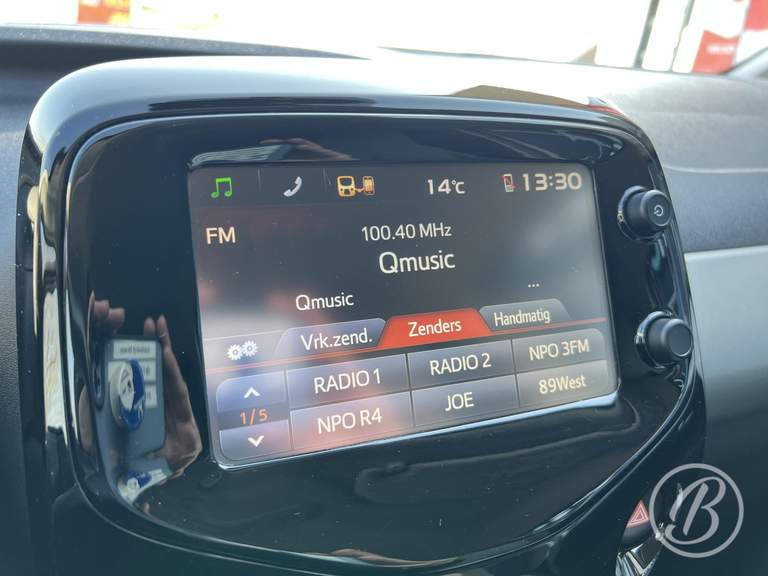 14°C
13:30
FM
100.40 MHz
Qmusic
Qmusic
...
Vrk.zend.
Zenders
Handmatig
RADIO 1
RADIO 2
NPO 3FM
1/5
NPO R4
JOE
89West
B